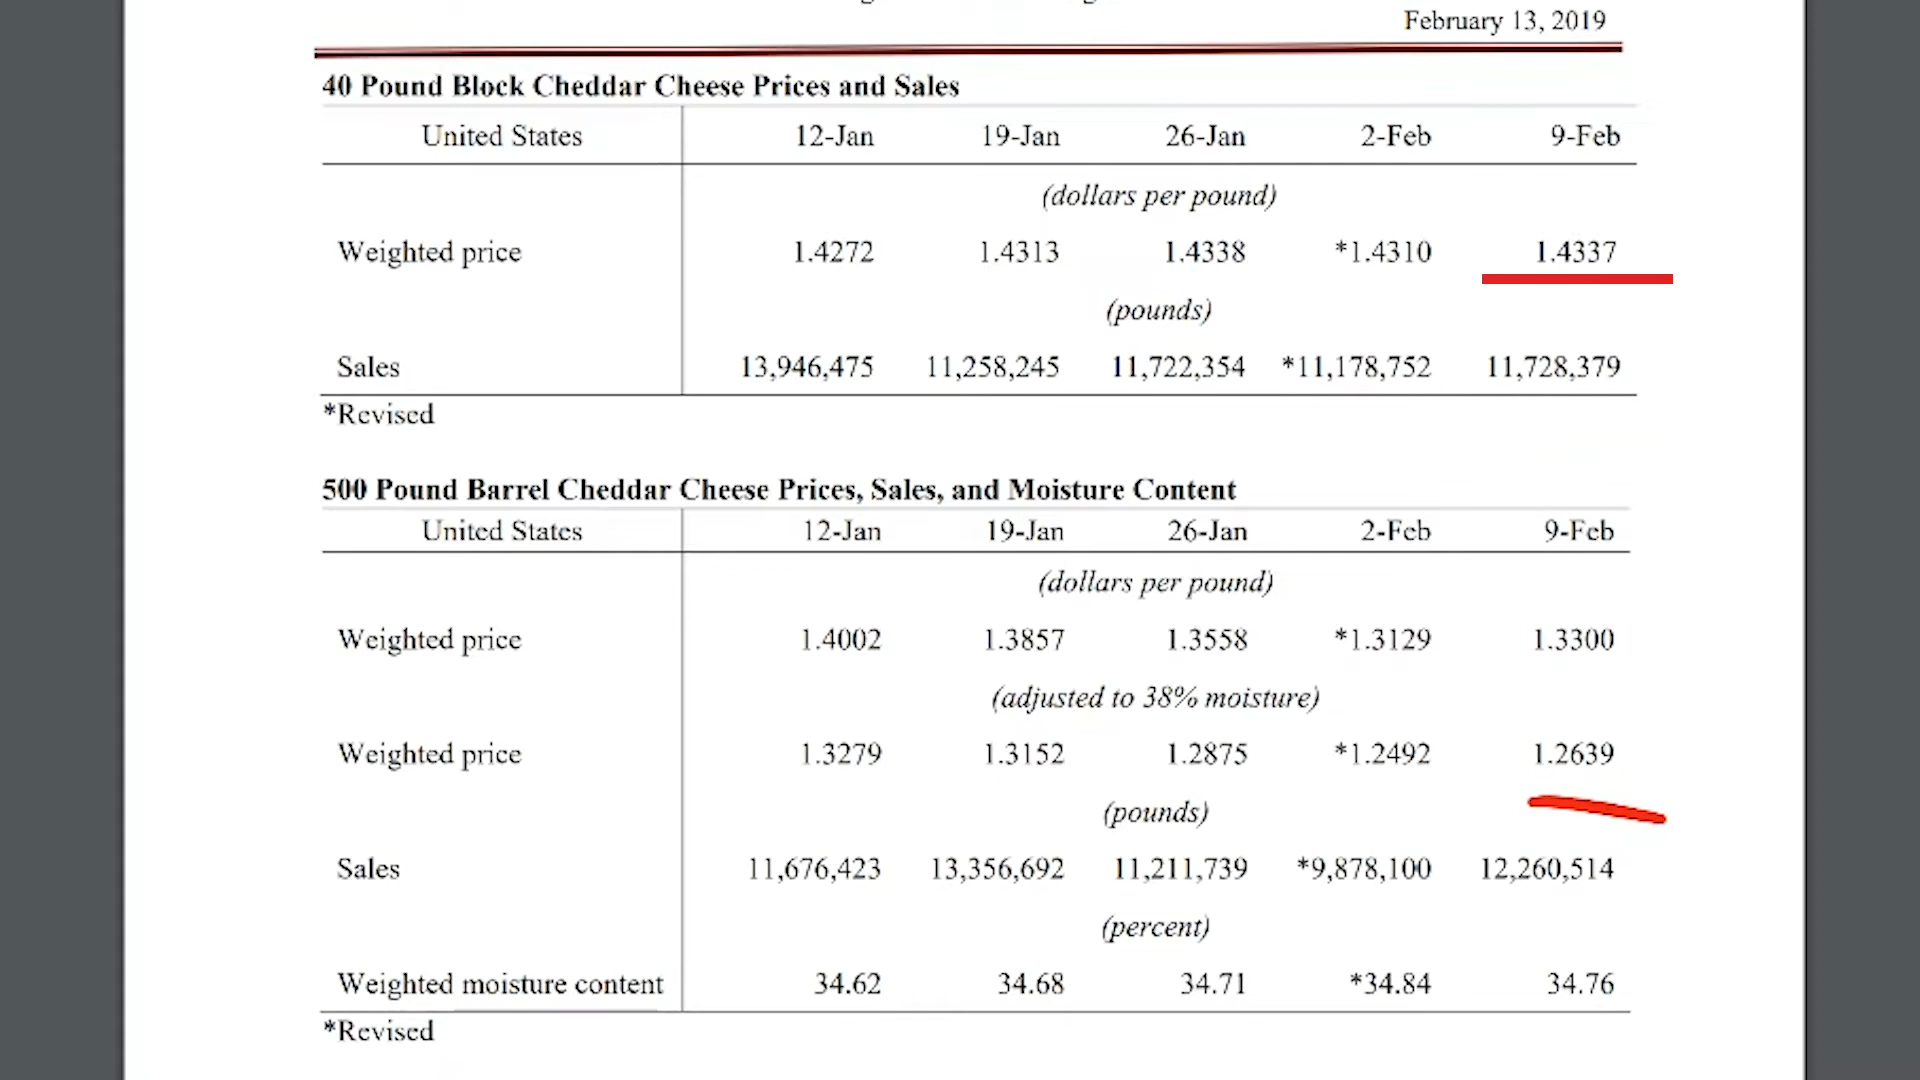 February 13, 2019
40 Pound Block Cheddar Cheese Prices and Sales
United States 12-Jan 19-Jan 26-Jan 2-Feb 9-Feb
(dollars per pound)
Weighted price 1.4272 1.4313 1.4338 *1.4310 1.4337
(pounds)
Sales 13,946,475 11,258,245 11,722,354 *11,178,752 11,728,379
*Revised
500 Pound Barrel Cheddar Cheese Prices, Sales, and Moisture Content
United States 12-Jan 19-Jan 26-Jan 2-Feb 9-Feb
(dollars per pound)
Weighted price 1.4002 1.3857 1.3558 *1.3129 1.3300
(adjusted to 38% moisture)
Weighted price 1.3279 1.3152 1.2875 *1.2492 1.2639
(pounds)
Sales 11,676,423 13,356,692 11,211,739 *9,878,100 12,260,514
(percent)
Weighted moisture content 34.62 34.68 34.71 *34.84 34.76
*Revised